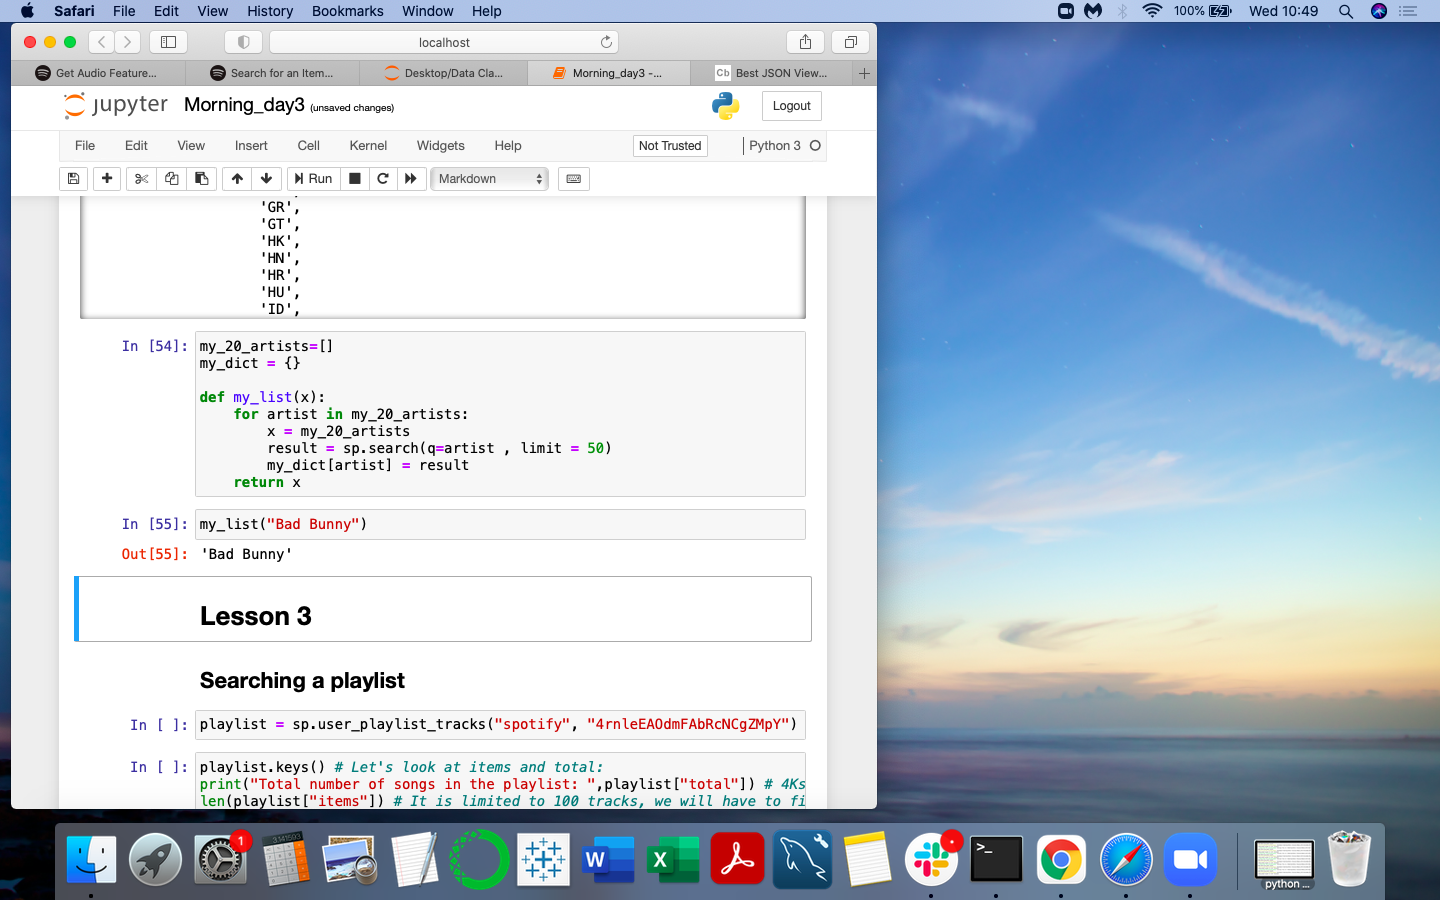 Safari File Edit View History Bookmarks Window Help 100% Wed 10:49
localhost
Get Audio Feature... Search for an Item... Desktop/Data Cla... Morning_day3 -... Cb Best JSON View... +
jupyter Morning_day3 (unsaved changes) Logout
File Edit View Insert Cell Kernel Widgets Help Not Trusted Python 3
Run Markdown
'GR',
'GT',
'HK',
'HN',
'HR',
'HU',
'ID',
In [54]: my_20_artists=[]
my_dict = {}
def my_list(x):
for artist in my_20_artists:
x = my_20_artists
result = sp.search(q=artist , limit = 50)
my_dict[artist] = result
return x
In [55]: my_list("Bad Bunny")
Out[55]: 'Bad Bunny'
Lesson 3
Searching a playlist
In [ ]: playlist = sp.user_playlist_tracks("spotify", "4rnleEAOdmFAbRcNCgZMpY")
In [ ]: playlist.keys() # Let's look at items and total:
print("Total number of songs in the playlist: ",playlist["total"]) # 4Ks
len(playlist["items"]) # It is limited to 100 tracks, we will have to fi
1
3.141503
W
X
>_
python ...